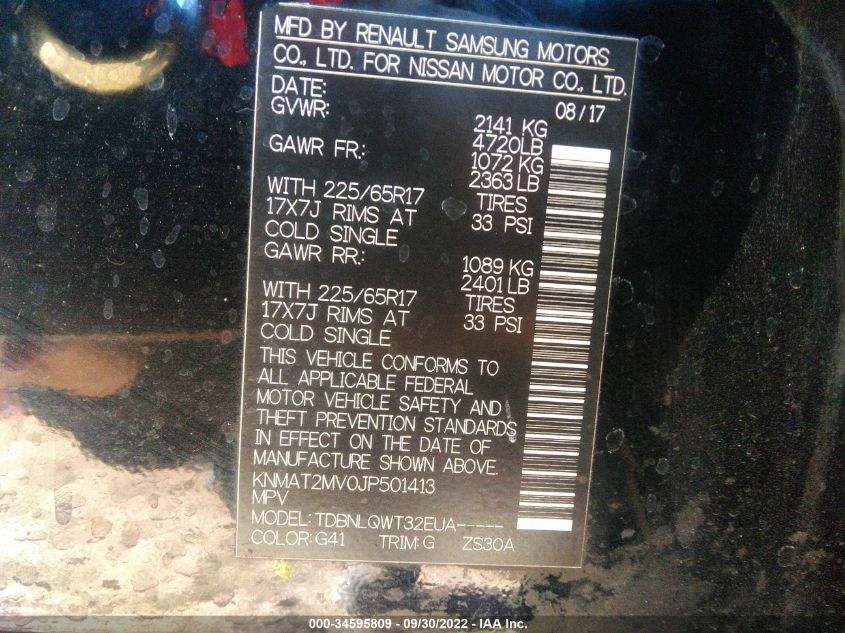 MFD BY RENAULT SAMSUNG MOTORS
CO., LTD. FOR NISSAN MOTOR CO., LTD.
DATE: 08/17
GVWR: 2141 KG
4720LB
GAWR FR.: 1072 KG
2363 LB
WITH 225/65R17 TIRES
17X7J RIMS AT 33 PSI
COLD SINGLE
GAWR RR.: 1089 KG
2401 LB
WITH 225/65R17 TIRES
17X7J RIMS AT 33 PSI
COLD SINGLE
THIS VEHICLE CONFORMS TO
ALL APPLICABLE FEDERAL
MOTOR VEHICLE SAFETY AND
THEFT PREVENTION STANDARDS
IN EFFECT ON THE DATE OF
MANUFACTURE SHOWN ABOVE.
KNMAT2MV0JP501413
MPV
MODEL: TDBNLQWT32EUA-----
COLOR: G41 TRIM: G ZS30A
000-34595809 - 09/30/2022 - IAA Inc.